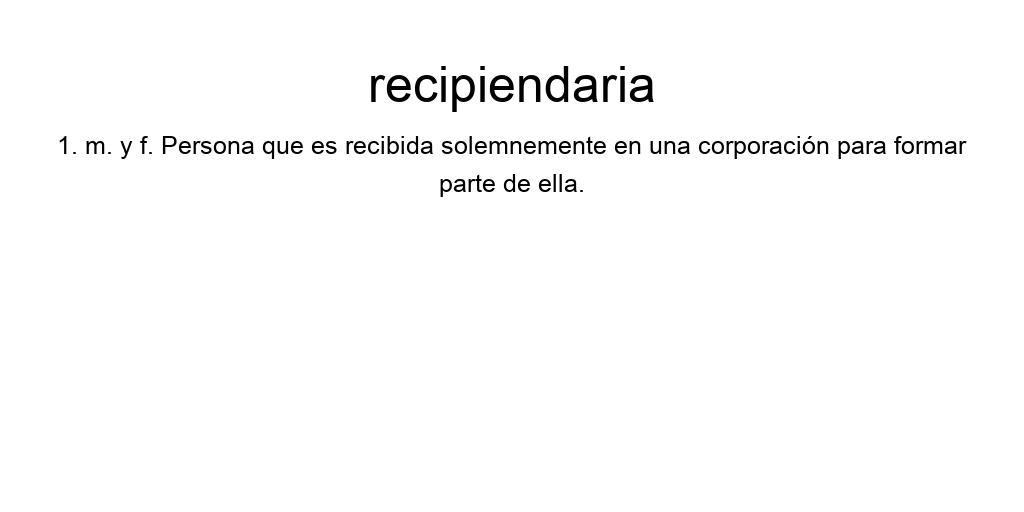 recipiendaria
1. m. y f. Persona que es recibida solemnemente en una corporación para formar
parte de ella.